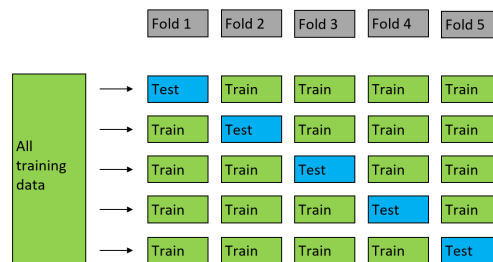 Fold 1 Fold 2 Fold 3 Fold 4 Fold 5
Test Train Train Train Train
Train Test Train Train Train
All
training
data
Train Train Test Train Train
Train Train Train Test Train
Train Train Train Train Test